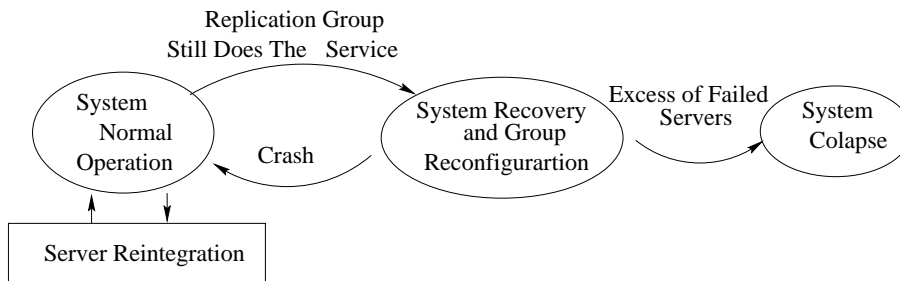 Replication Group
Still Does The Service
System
Normal
Operation
Crash
System Recovery
and Group
Reconfigurartion
Excess of Failed
Servers
System
Colapse
Server Reintegration